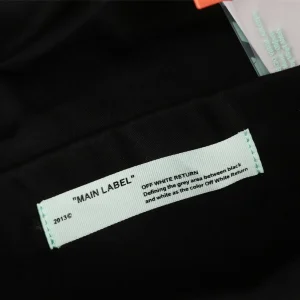 "MAIN LABEL"
2013©
OFF WHITE RETURN
Defining the grey area between black
and white as the color Off White Return